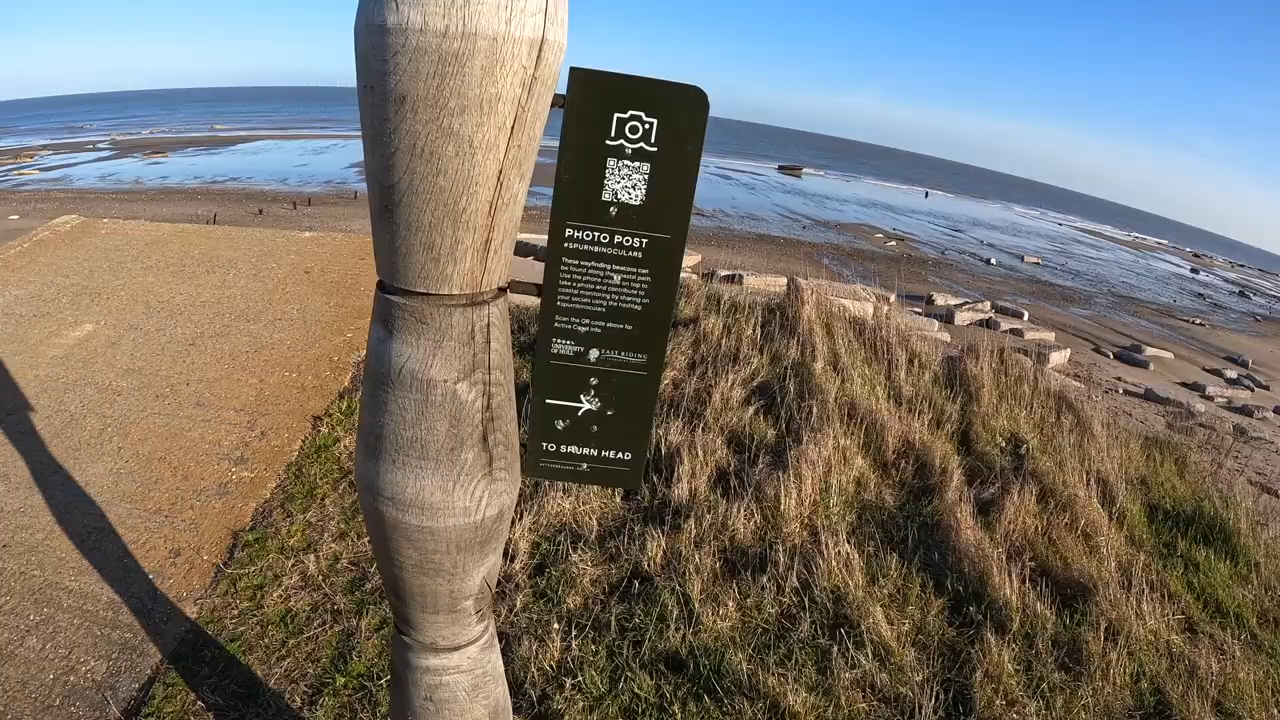 PHOTO POST
#SPURNBINOCULARS
These wayfinding beacons can
be found along the coastal path.
Use the phone cradle on top to
take a photo and contribute to
coastal monitoring by sharing on
your socials using the hashtag
#spurnbinoculars
Scan the QR code above for
Active Coast info
UNIVERSITY
OF HULL
EAST RIDING
TO SPURN HEAD